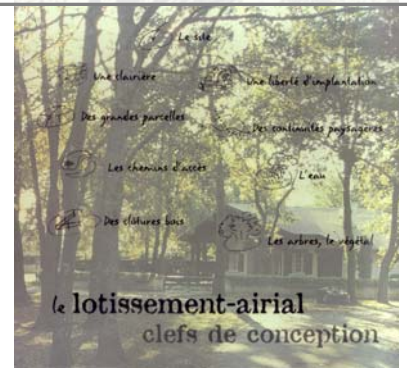 Le site
Une clairière
Une liberté d'implantation
Des grandes parcelles
Des continuités paysagères
Les chemins d'accès
L'eau
Des clôtures bois
Les arbres, le végétal
le lotissement-airial
clefs de conception